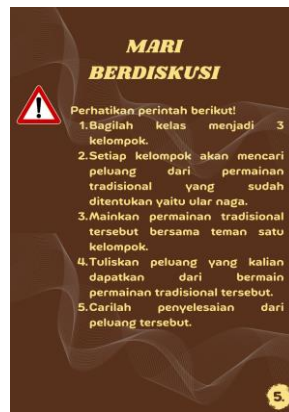 MARI
BERDISKUSI
Perhatikan perintah berikut!
1.Bagilah kelas menjadi 3
kelompok.
2.Setiap kelompok akan mencari
peluang dari permainan
tradisional yang sudah
ditentukan yaitu ular naga.
3.Mainkan permainan tradisional
tersebut bersama teman satu
kelompok.
4.Tuliskan peluang yang kalian
dapatkan dari bermain
permainan tradisional tersebut.
5.Carilah penyelesaian dari
peluang tersebut.
5.